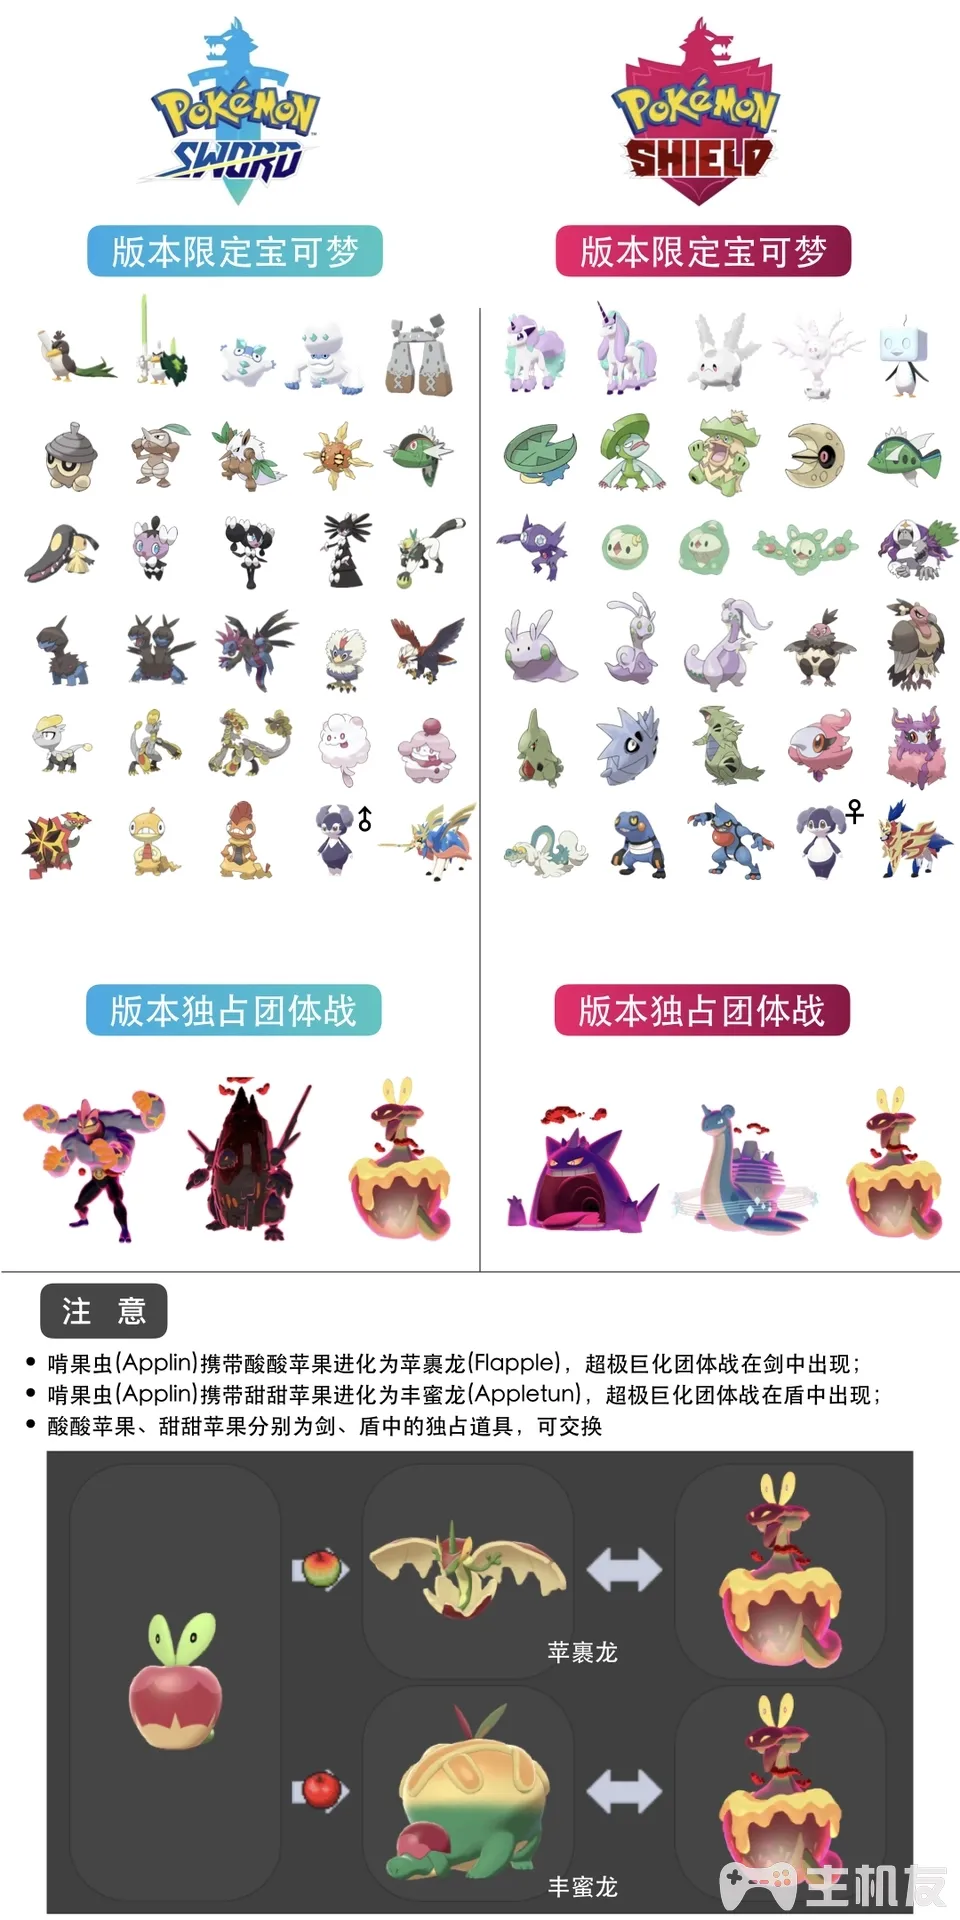 POKÉMON
SWORD
POKÉMON
SHIELD
版本限定宝可梦
版本限定宝可梦
♂
♀
版本独占团体战
版本独占团体战
注 意
• 啃果虫(Applin)携带酸酸苹果进化为苹裹龙(Flapple)，超极巨化团体战在剑中出现；
• 啃果虫(Applin)携带甜甜苹果进化为丰蜜龙(Appletun)，超极巨化团体战在盾中出现；
• 酸酸苹果、甜甜苹果分别为剑、盾中的独占道具，可交换
苹裹龙
丰蜜龙
主机友